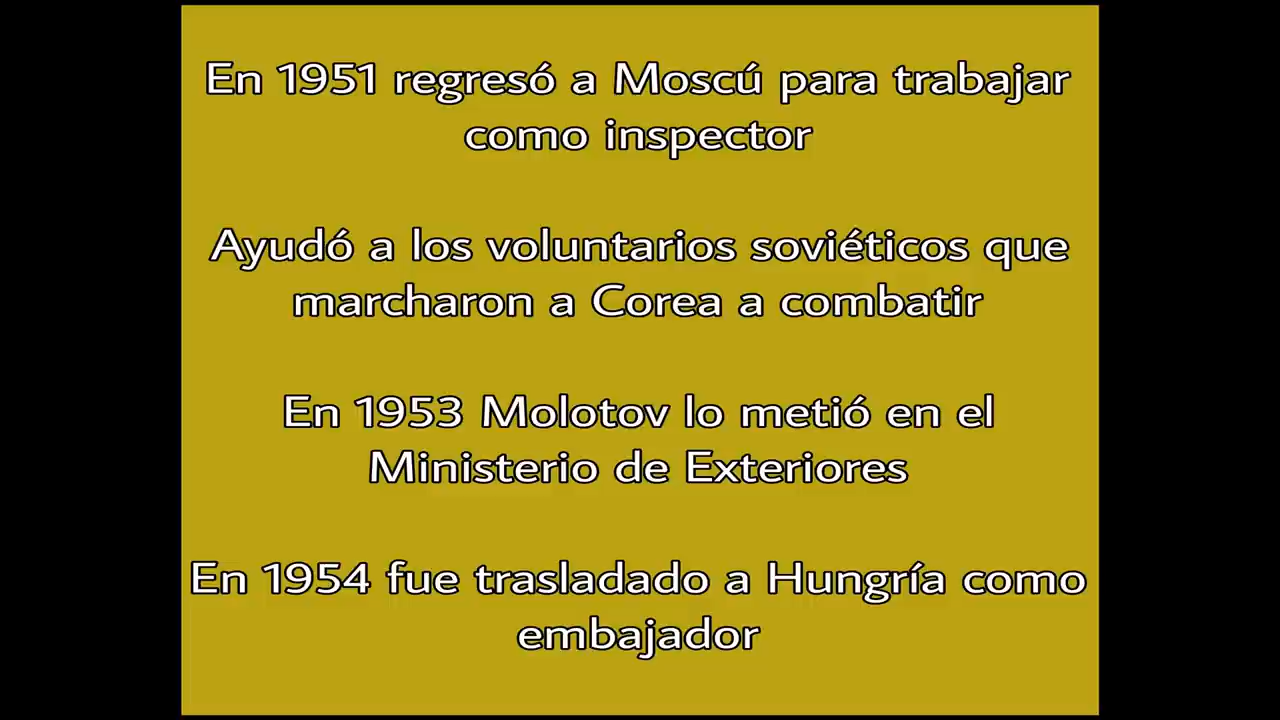 En 1951 regresó a Moscú para trabajar
como inspector
Ayudó a los voluntarios soviéticos que
marcharon a Corea a combatir
En 1953 Molotov lo metió en el
Ministerio de Exteriores
En 1954 fue trasladado a Hungría como
embajador